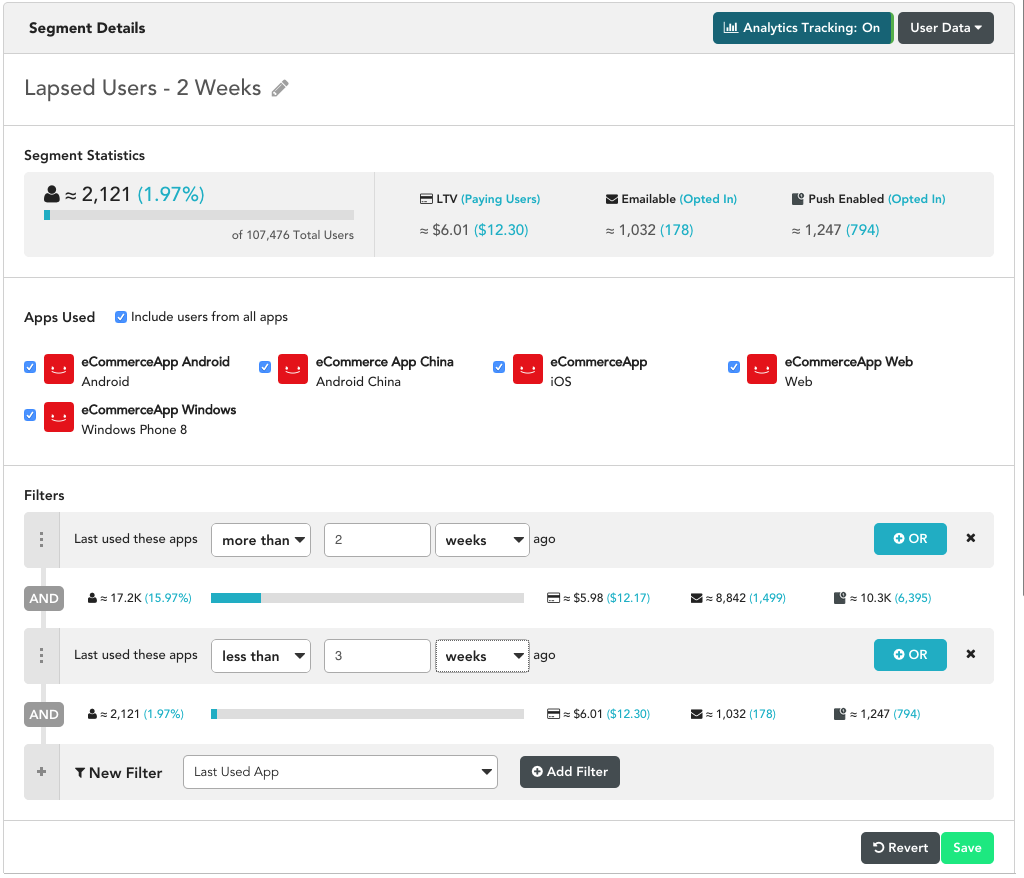 Segment Details
Analytics Tracking: On
User Data
Lapsed Users - 2 Weeks
Segment Statistics
≈ 2,121 (1.97%)
of 107,476 Total Users
LTV (Paying Users)
≈ $6.01 ($12.30)
Emailable (Opted In)
≈ 1,032 (178)
Push Enabled (Opted In)
≈ 1,247 (794)
Apps Used
Include users from all apps
eCommerceApp Android
Android
eCommerce App China
Android China
eCommerceApp
iOS
eCommerceApp Web
Web
eCommerceApp Windows
Windows Phone 8
Filters
Last used these apps more than 2 weeks ago OR
AND ≈ 17.2K (15.97%) ≈ $5.98 ($12.17) ≈ 8,842 (1,499) ≈ 10.3K (6,395)
Last used these apps less than 3 weeks ago OR
AND ≈ 2,121 (1.97%) ≈ $6.01 ($12.30) ≈ 1,032 (178) ≈ 1,247 (794)
New Filter Last Used App Add Filter
Revert Save